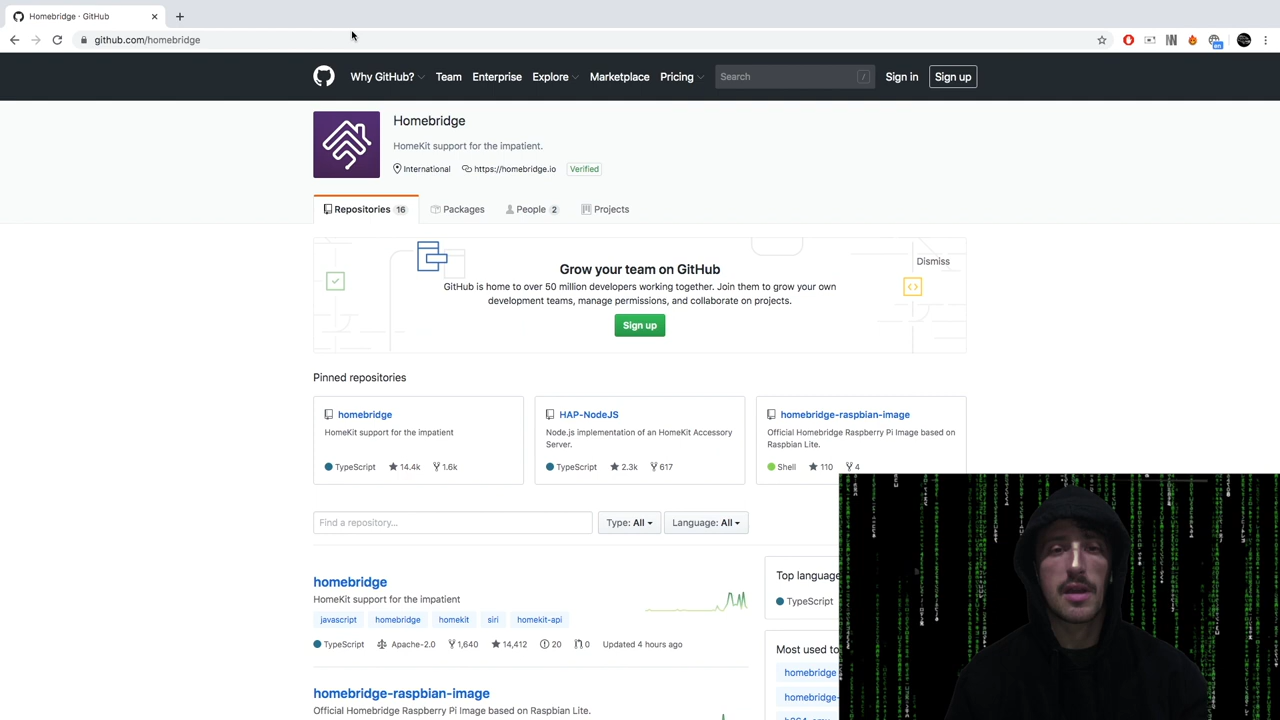 Homebridge · GitHub
github.com/homebridge
Why GitHub? Team Enterprise Explore Marketplace Pricing Search / Sign in Sign up
Homebridge
HomeKit support for the impatient.
International https://homebridge.io Verified
Repositories 16 Packages People 2 Projects
Dismiss
Grow your team on GitHub
GitHub is home to over 50 million developers working together. Join them to grow your own
development teams, manage permissions, and collaborate on projects.
Sign up
Pinned repositories
homebridge
HomeKit support for the impatient
TypeScript 14.4k 1.6k
HAP-NodeJS
Node.js implementation of an HomeKit Accessory
Server.
TypeScript 2.3k 617
homebridge-raspbian-image
Official Homebridge Raspberry Pi Image based on
Raspbian Lite.
Shell 110 4
Find a repository... Type: All Language: All
homebridge
HomeKit support for the impatient
javascript homebridge homekit siri homekit-api
TypeScript Apache-2.0 1,640 14,412 20 0 Updated 4 hours ago
homebridge-raspbian-image
Official Homebridge Raspberry Pi Image based on Raspbian Lite.
Top language
TypeScript
Most used to
homebridge
homebridge-